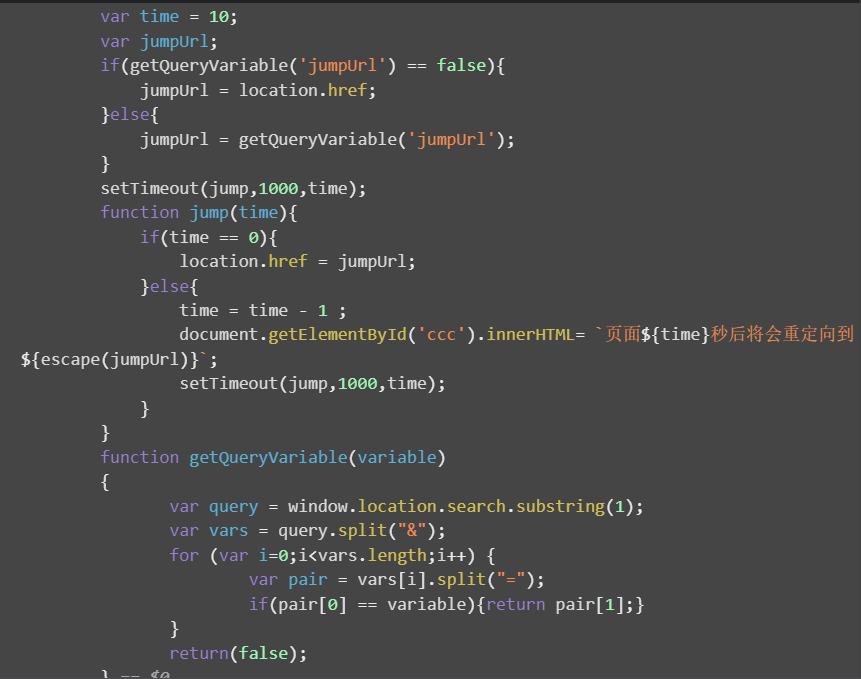 var time = 10;
var jumpUrl;
if(getQueryVariable('jumpUrl') == false){
jumpUrl = location.href;
}else{
jumpUrl = getQueryVariable('jumpUrl');
}
setTimeout(jump,1000,time);
function jump(time){
if(time == 0){
location.href = jumpUrl;
}else{
time = time - 1 ;
document.getElementById('ccc').innerHTML= `页面${time}秒后将会重定向到
${escape(jumpUrl)}`;
setTimeout(jump,1000,time);
}
}
function getQueryVariable(variable)
{
var query = window.location.search.substring(1);
var vars = query.split("&");
for (var i=0;i<vars.length;i++) {
var pair = vars[i].split("=");
if(pair[0] == variable){return pair[1];}
}
return(false);
} == $0